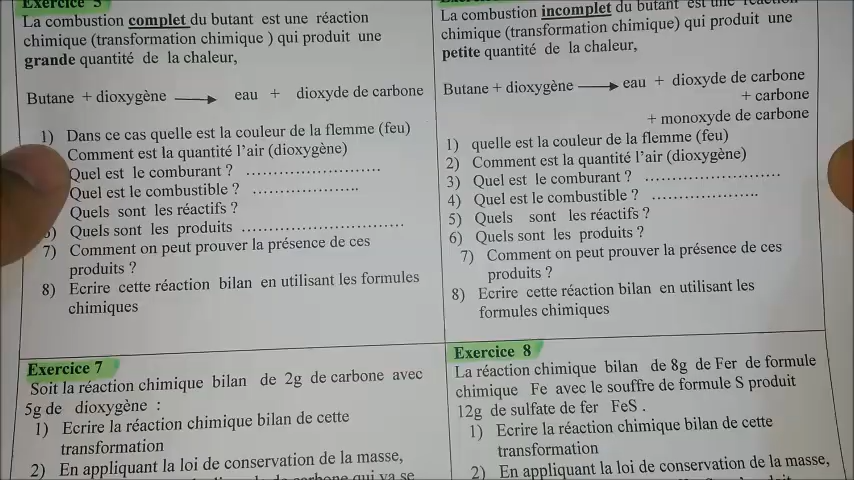 Exercice 5
La combustion complet du butant est une réaction
chimique (transformation chimique ) qui produit une
grande quantité de la chaleur,
Butane + dioxygène → eau + dioxyde de carbone
1) Dans ce cas quelle est la couleur de la flemme (feu)
Comment est la quantité l'air (dioxygène)
Quel est le comburant ? ..........................
Quel est le combustible ? ....................
Quels sont les réactifs ?
) Quels sont les produits ..............................
7) Comment on peut prouver la présence de ces
produits ?
8) Ecrire cette réaction bilan en utilisant les formules
chimiques
La combustion incomplet du butant est une reaction
chimique (transformation chimique) qui produit une
petite quantité de la chaleur,
Butane + dioxygène → eau + dioxyde de carbone
+ carbone
+ monoxyde de carbone
1) quelle est la couleur de la flemme (feu)
2) Comment est la quantité l'air (dioxygène)
3) Quel est le comburant ? ..........................
4) Quel est le combustible ? ....................
5) Quels sont les réactifs ?
6) Quels sont les produits ?
7) Comment on peut prouver la présence de ces
produits ?
8) Ecrire cette réaction bilan en utilisant les
formules chimiques
Exercice 7
Soit la réaction chimique bilan de 2g de carbone avec
5g de dioxygène :
1) Ecrire la réaction chimique bilan de cette
transformation
2) En appliquant la loi de conservation de la masse,
carbone qui va se
Exercice 8
La réaction chimique bilan de 8g de Fer de formule
chimique Fe avec le souffre de formule S produit
12g de sulfate de fer FeS .
1) Ecrire la réaction chimique bilan de cette
transformation
2) En appliquant la loi de conservation de la masse,